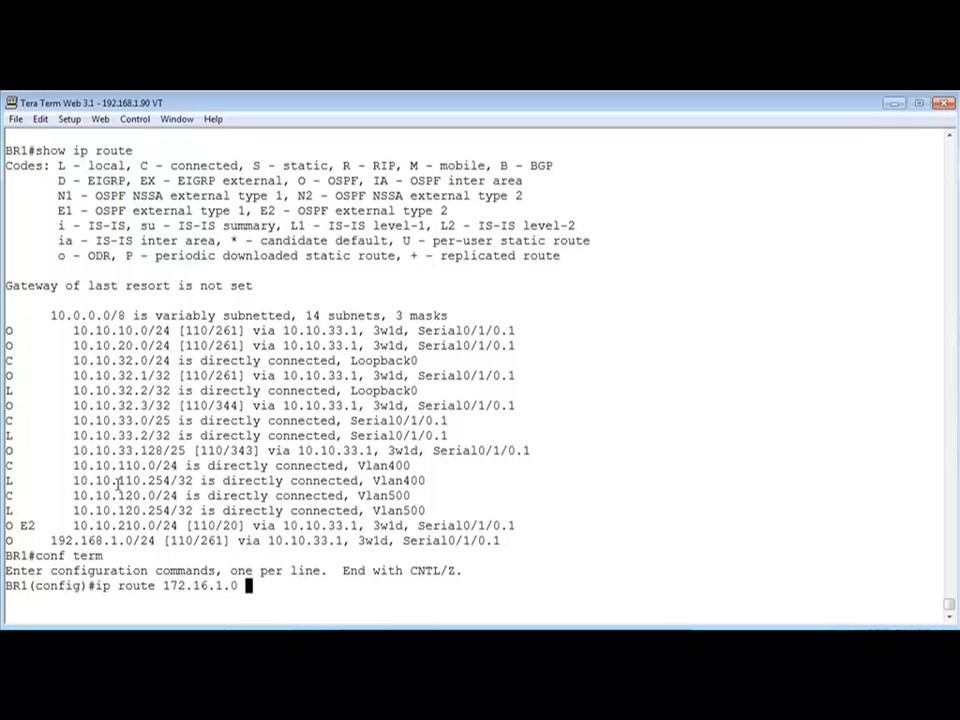 Tera Term Web 3.1 - 192.168.1.90 VT
File Edit Setup Web Control Window Help
BR1#show ip route
Codes: L - local, C - connected, S - static, R - RIP, M - mobile, B - BGP
D - EIGRP, EX - EIGRP external, O - OSPF, IA - OSPF inter area
N1 - OSPF NSSA external type 1, N2 - OSPF NSSA external type 2
E1 - OSPF external type 1, E2 - OSPF external type 2
i - IS-IS, su - IS-IS summary, L1 - IS-IS level-1, L2 - IS-IS level-2
ia - IS-IS inter area, * - candidate default, U - per-user static route
o - ODR, P - periodic downloaded static route, + - replicated route
Gateway of last resort is not set
10.0.0.0/8 is variably subnetted, 14 subnets, 3 masks
O 10.10.10.0/24 [110/261] via 10.10.33.1, 3w1d, Serial0/1/0.1
O 10.10.20.0/24 [110/261] via 10.10.33.1, 3w1d, Serial0/1/0.1
C 10.10.32.0/24 is directly connected, Loopback0
O 10.10.32.1/32 [110/261] via 10.10.33.1, 3w1d, Serial0/1/0.1
L 10.10.32.2/32 is directly connected, Loopback0
O 10.10.32.3/32 [110/344] via 10.10.33.1, 3w1d, Serial0/1/0.1
C 10.10.33.0/25 is directly connected, Serial0/1/0.1
L 10.10.33.2/32 is directly connected, Serial0/1/0.1
O 10.10.33.128/25 [110/343] via 10.10.33.1, 3w1d, Serial0/1/0.1
C 10.10.110.0/24 is directly connected, Vlan400
L 10.10.110.254/32 is directly connected, Vlan400
C 10.10.120.0/24 is directly connected, Vlan500
L 10.10.120.254/32 is directly connected, Vlan500
O E2 10.10.210.0/24 [110/20] via 10.10.33.1, 3w1d, Serial0/1/0.1
O 192.168.1.0/24 [110/261] via 10.10.33.1, 3w1d, Serial0/1/0.1
BR1#conf term
Enter configuration commands, one per line. End with CNTL/Z.
BR1(config)#ip route 172.16.1.0